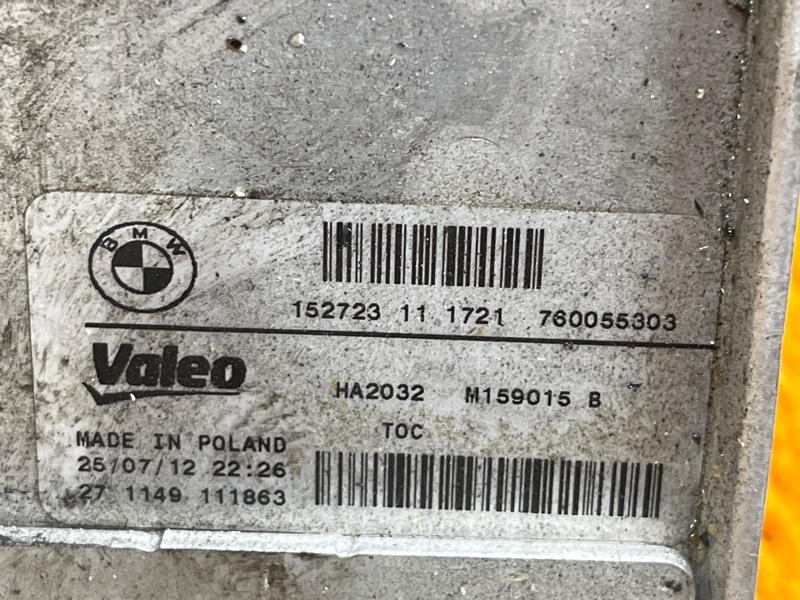 BMW
152723 11 1721 760055303
Valeo
HA2032 M159015 B
TOC
MADE IN POLAND
25/07/12 22:26
27 1149 111863